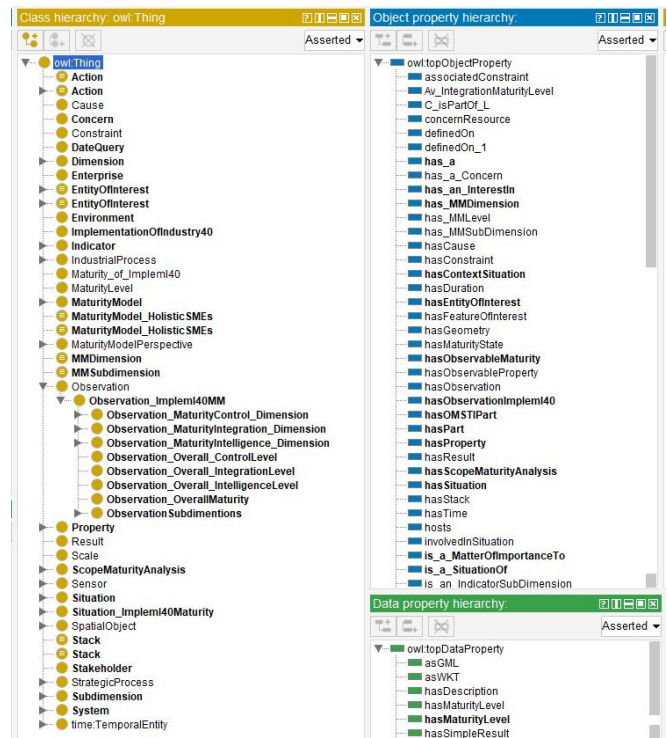 Class hierarchy: owl:Thing
Asserted
owl:Thing
Action
Action
Cause
Concern
Constraint
DateQuery
Dimension
Enterprise
EntityOfInterest
EntityOfInterest
Environment
ImplementationOfIndustry40
Indicator
IndustrialProcess
Maturity_of_ImplemI40
MaturityLevel
MaturityModel
MaturityModel_HolisticSMEs
MaturityModel_HolisticSMEs
MaturityModelPerspective
MMDimension
MMSubdimension
Observation
Observation_ImplemI40MM
Observation_MaturityControl_Dimension
Observation_MaturityIntegration_Dimension
Observation_MaturityIntelligence_Dimension
Observation_Overall_ControlLevel
Observation_Overall_IntegrationLevel
Observation_Overall_IntelligenceLevel
Observation_OverallMaturity
ObservationSubdimentions
Property
Result
Scale
ScopeMaturityAnalysis
Sensor
Situation
Situation_ImplemI40Maturity
SpatialObject
Stack
Stack
Stakeholder
StrategicProcess
Subdimension
System
time:TemporalEntity
Object property hierarchy:
Asserted
owl:topObjectProperty
associatedConstraint
Av_IntegrationMaturityLevel
C_isPartOf_L
concernResource
definedOn
definedOn_1
has_a
has_a_Concern
has_an_InterestIn
has_MMDimension
has_MMLevel
has_MMSubDimension
hasCause
hasConstraint
hasContextSituation
hasDuration
hasEntityOfInterest
hasFeatureOfInterest
hasGeometry
hasMaturityState
hasObservableMaturity
hasObservableProperty
hasObservation
hasObservationImplemI40
hasOMSTIPart
hasPart
hasProperty
hasResult
hasScopeMaturityAnalysis
hasSituation
hasStack
hasTime
hosts
involvedInSituation
is_a_MatterOfImportanceTo
is_a_SituationOf
is_an_IndicatorSubDimension
Data property hierarchy:
Asserted
owl:topDataProperty
asGML
asWKT
hasDescription
hasMaturityLevel
hasMaturityLevel
hasSimpleResult